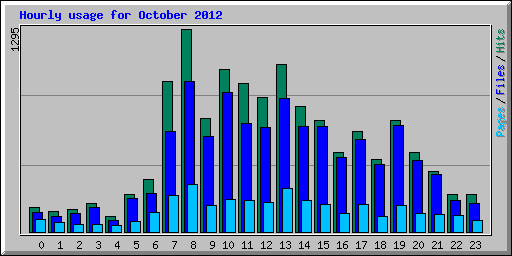 Hourly usage for October 2012
1295
Pages/Files/Hits
0 1 2 3 4 5 6 7 8 9 10 11 12 13 14 15 16 17 18 19 20 21 22 23